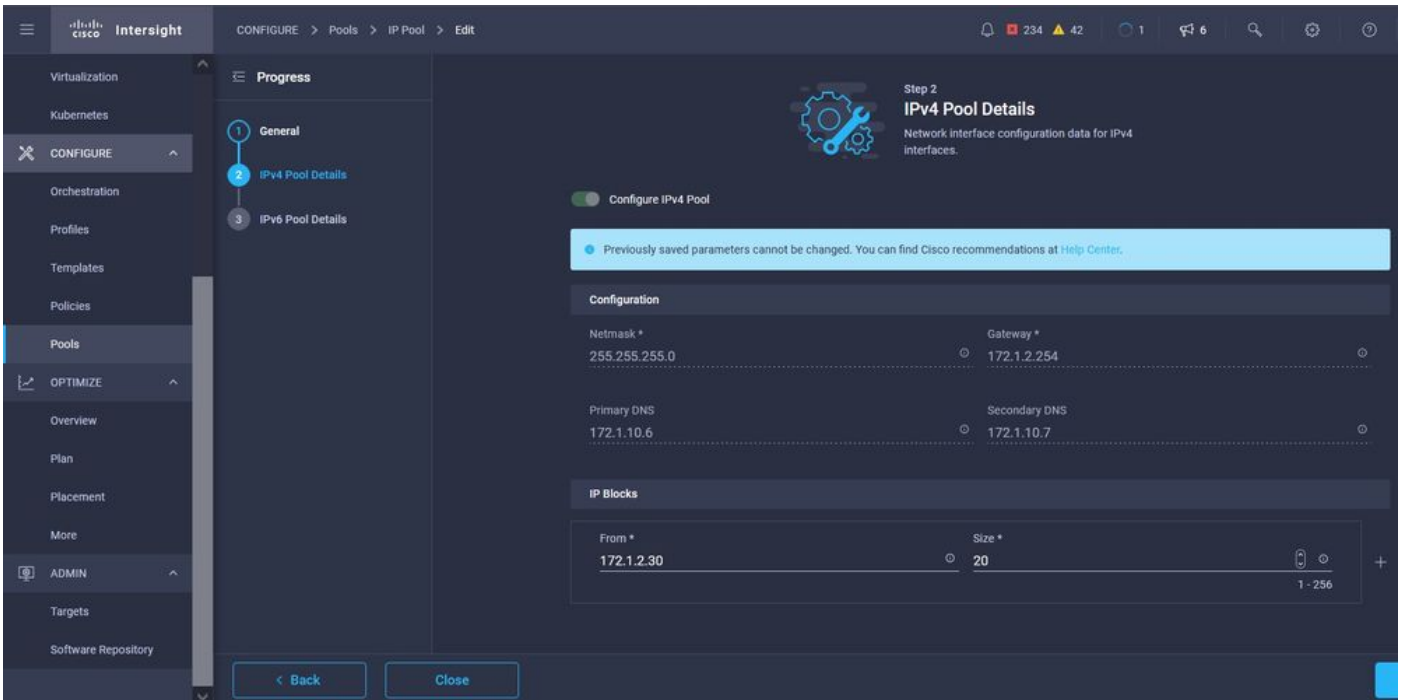 CISCO Intersight
CONFIGURE > Pools > IP Pool > Edit
234 42 1 6
Virtualization
Kubernetes
CONFIGURE
Orchestration
Profiles
Templates
Policies
Pools
OPTIMIZE
Overview
Plan
Placement
More
ADMIN
Targets
Software Repository
Progress
1 General
2 IPv4 Pool Details
3 IPv6 Pool Details
Step 2
IPv4 Pool Details
Network interface configuration data for IPv4
interfaces.
Configure IPv4 Pool
Previously saved parameters cannot be changed. You can find Cisco recommendations at Help Center.
Configuration
Netmask * Gateway *
255.255.255.0 172.1.2.254
Primary DNS Secondary DNS
172.1.10.6 172.1.10.7
IP Blocks
From * Size *
172.1.2.30 20
1 - 256
< Back Close